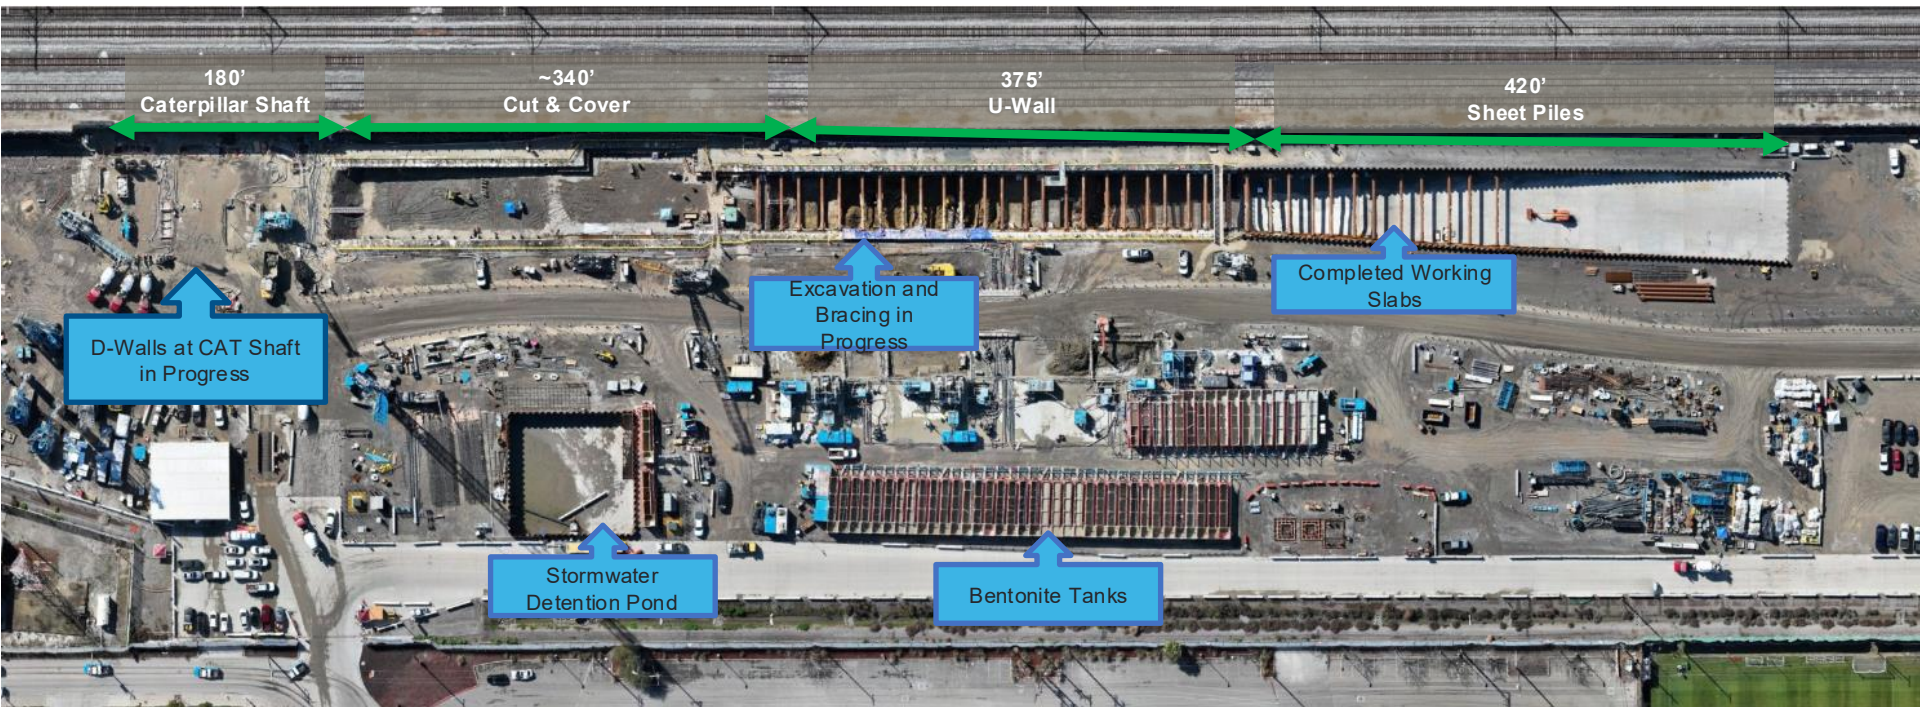 180’
Caterpillar Shaft
~340’
Cut & Cover
375’
U-Wall
420’
Sheet Piles
D-Walls at CAT Shaft
in Progress
Excavation and
Bracing in
Progress
Completed Working
Slabs
Stormwater
Detention Pond
Bentonite Tanks